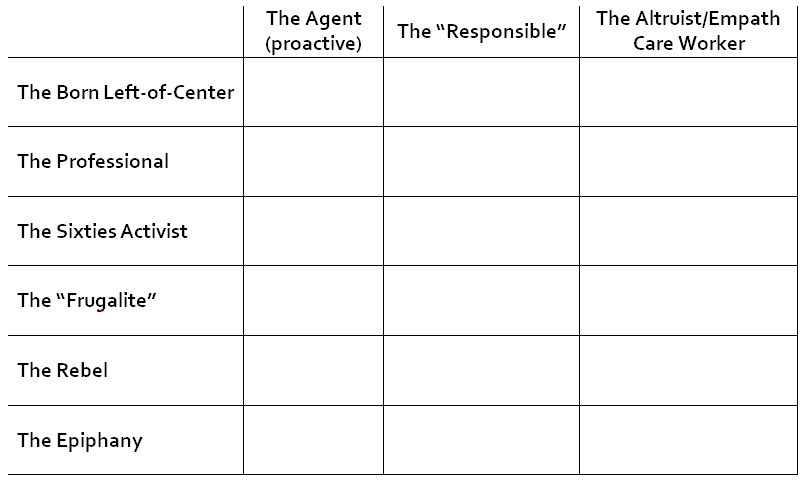 The Agent
(proactive)
The “Responsible”
The Altruist/Empath
Care Worker
The Born Left-of-Center
The Professional
The Sixties Activist
The “Frugalite”
The Rebel
The Epiphany